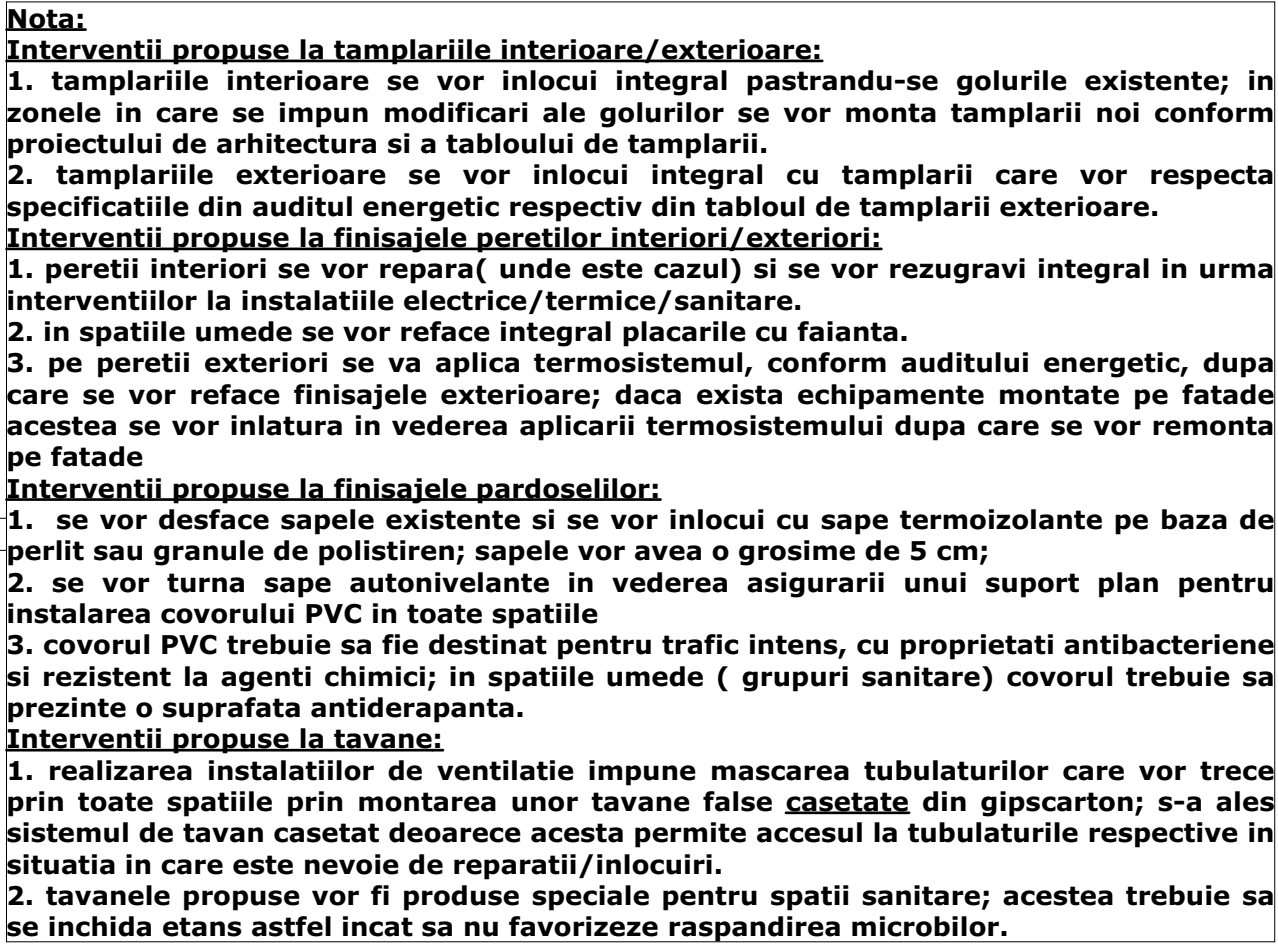 Nota:
Interventii propuse la tamplariile interioare/exterioare:
1. tamplariile interioare se vor inlocui integral pastrandu-se golurile existente; in
zonele in care se impun modificari ale golurilor se vor monta tamplarii noi conform
proiectului de arhitectura si a tabloului de tamplarii.
2. tamplariile exterioare se vor inlocui integral cu tamplarii care vor respecta
specificatiile din auditul energetic respectiv din tabloul de tamplarii exterioare.
Interventii propuse la finisajele peretilor interiori/exteriori:
1. peretii interiori se vor repara( unde este cazul) si se vor rezugravi integral in urma
interventiilor la instalatiile electrice/termice/sanitare.
2. in spatiile umede se vor reface integral placarile cu faianta.
3. pe peretii exteriori se va aplica termosistemul, conform auditului energetic, dupa
care se vor reface finisajele exterioare; daca exista echipamente montate pe fatade
acestea se vor inlatura in vederea aplicarii termosistemului dupa care se vor remonta
pe fatade
Interventii propuse la finisajele pardoselilor:
1. se vor desface sapele existente si se vor inlocui cu sape termoizolante pe baza de
perlit sau granule de polistiren; sapele vor avea o grosime de 5 cm;
2. se vor turna sape autonivelante in vederea asigurarii unui suport plan pentru
instalarea covorului PVC in toate spatiile
3. covorul PVC trebuie sa fie destinat pentru trafic intens, cu proprietati antibacteriene
si rezistent la agenti chimici; in spatiile umede ( grupuri sanitare) covorul trebuie sa
prezinte o suprafata antiderapanta.
Interventii propuse la tavane:
1. realizarea instalatiilor de ventilatie impune mascarea tubulaturilor care vor trece
prin toate spatiile prin montarea unor tavane false casetate din gipscarton; s-a ales
sistemul de tavan casetat deoarece acesta permite accesul la tubulaturile respective in
situatia in care este nevoie de reparatii/inlocuiri.
2. tavanele propuse vor fi produse speciale pentru spatii sanitare; acestea trebuie sa
se inchida etans astfel incat sa nu favorizeze raspandirea microbilor.